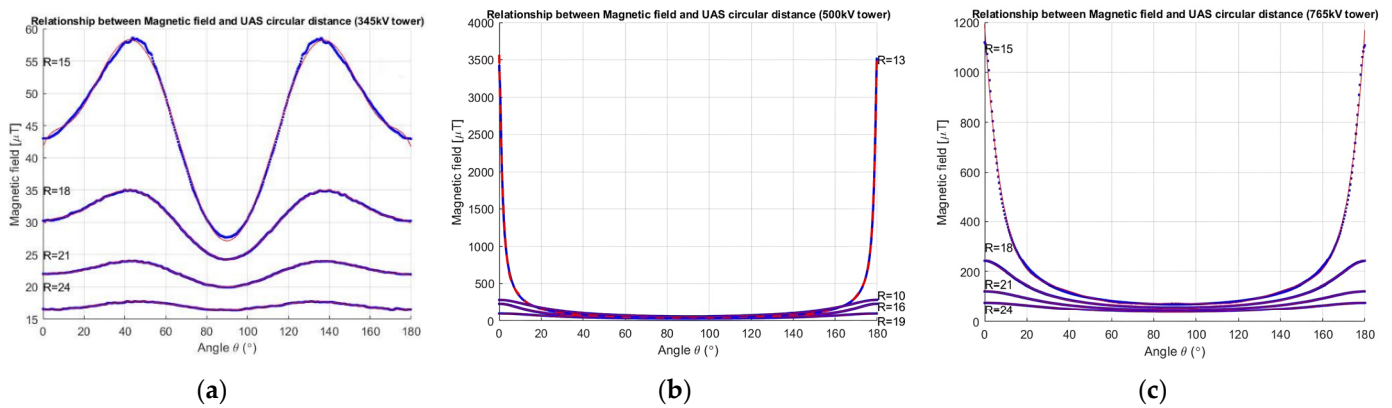 Relationship between Magnetic field and UAS circular distance (345kV tower)
60
55
50
45
40
35
30
25
20
15
Magnetic field [μT]
R=15
R=18
R=21
R=24
0 20 40 60 80 100 120 140 160 180
Angle θ (°)
(a)
Relationship between Magnetic field and UAS circular distance (500kV tower)
4000
3500
3000
2500
2000
1500
1000
500
0
Magnetic field [μT]
R=13
R=10
R=16
R=19
0 20 40 60 80 100 120 140 160 180
Angle θ (°)
(b)
Relationship between Magnetic field and UAS circular distance (765kV tower)
1200
1000
800
600
400
200
0
Magnetic field [μT]
R=15
R=18
R=21
R=24
0 20 40 60 80 100 120 140 160 180
Angle θ (°)
(c)